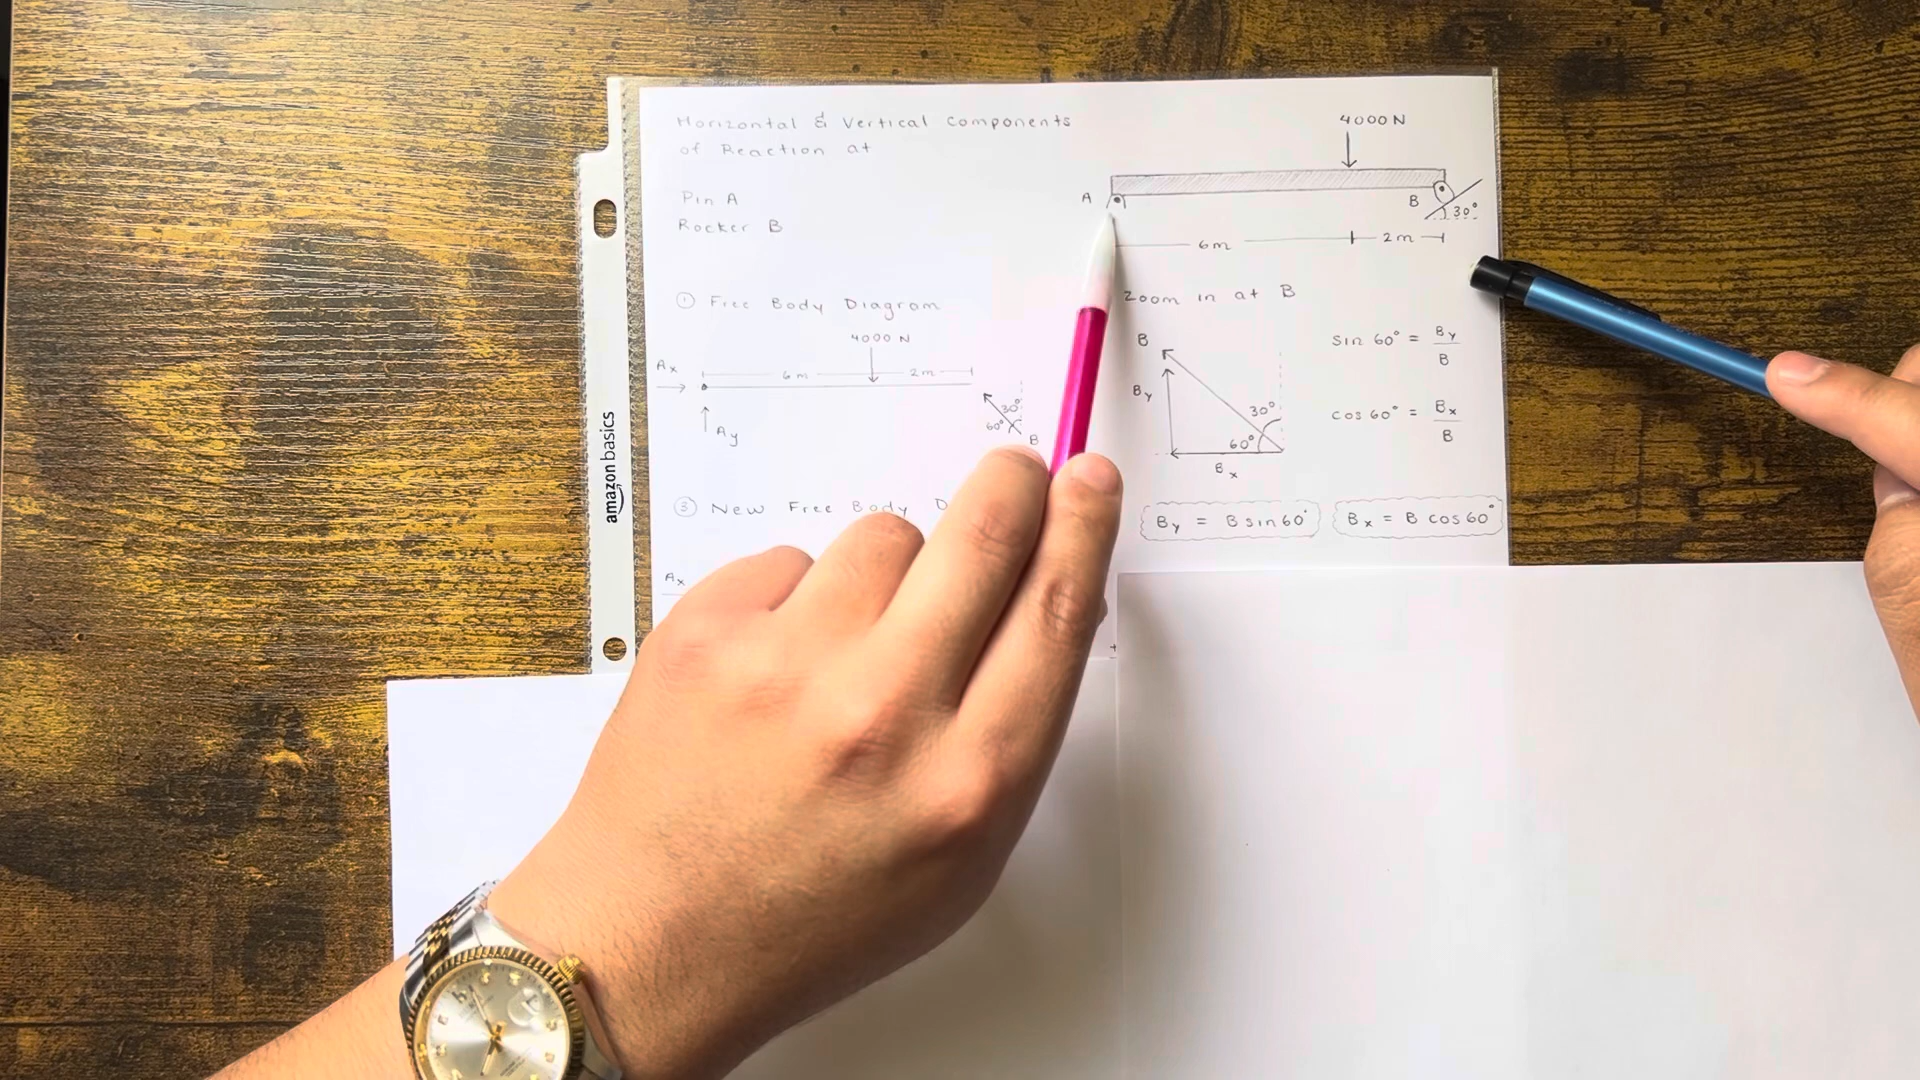 Horizontal & Vertical Components
of Reaction at
Pin A
Rocker B
4000 N
A
B
30°
6m
2m
① Free Body Diagram
4000 N
Ax
6m
2m
Ay
30°
60°
B
Zoom in at B
B
By
30°
60°
Bx
sin 60° = By
B
cos 60° = Bx
B
③ New Free Body D
By = B sin 60°
Bx = B cos 60°
Ax
amazon basics